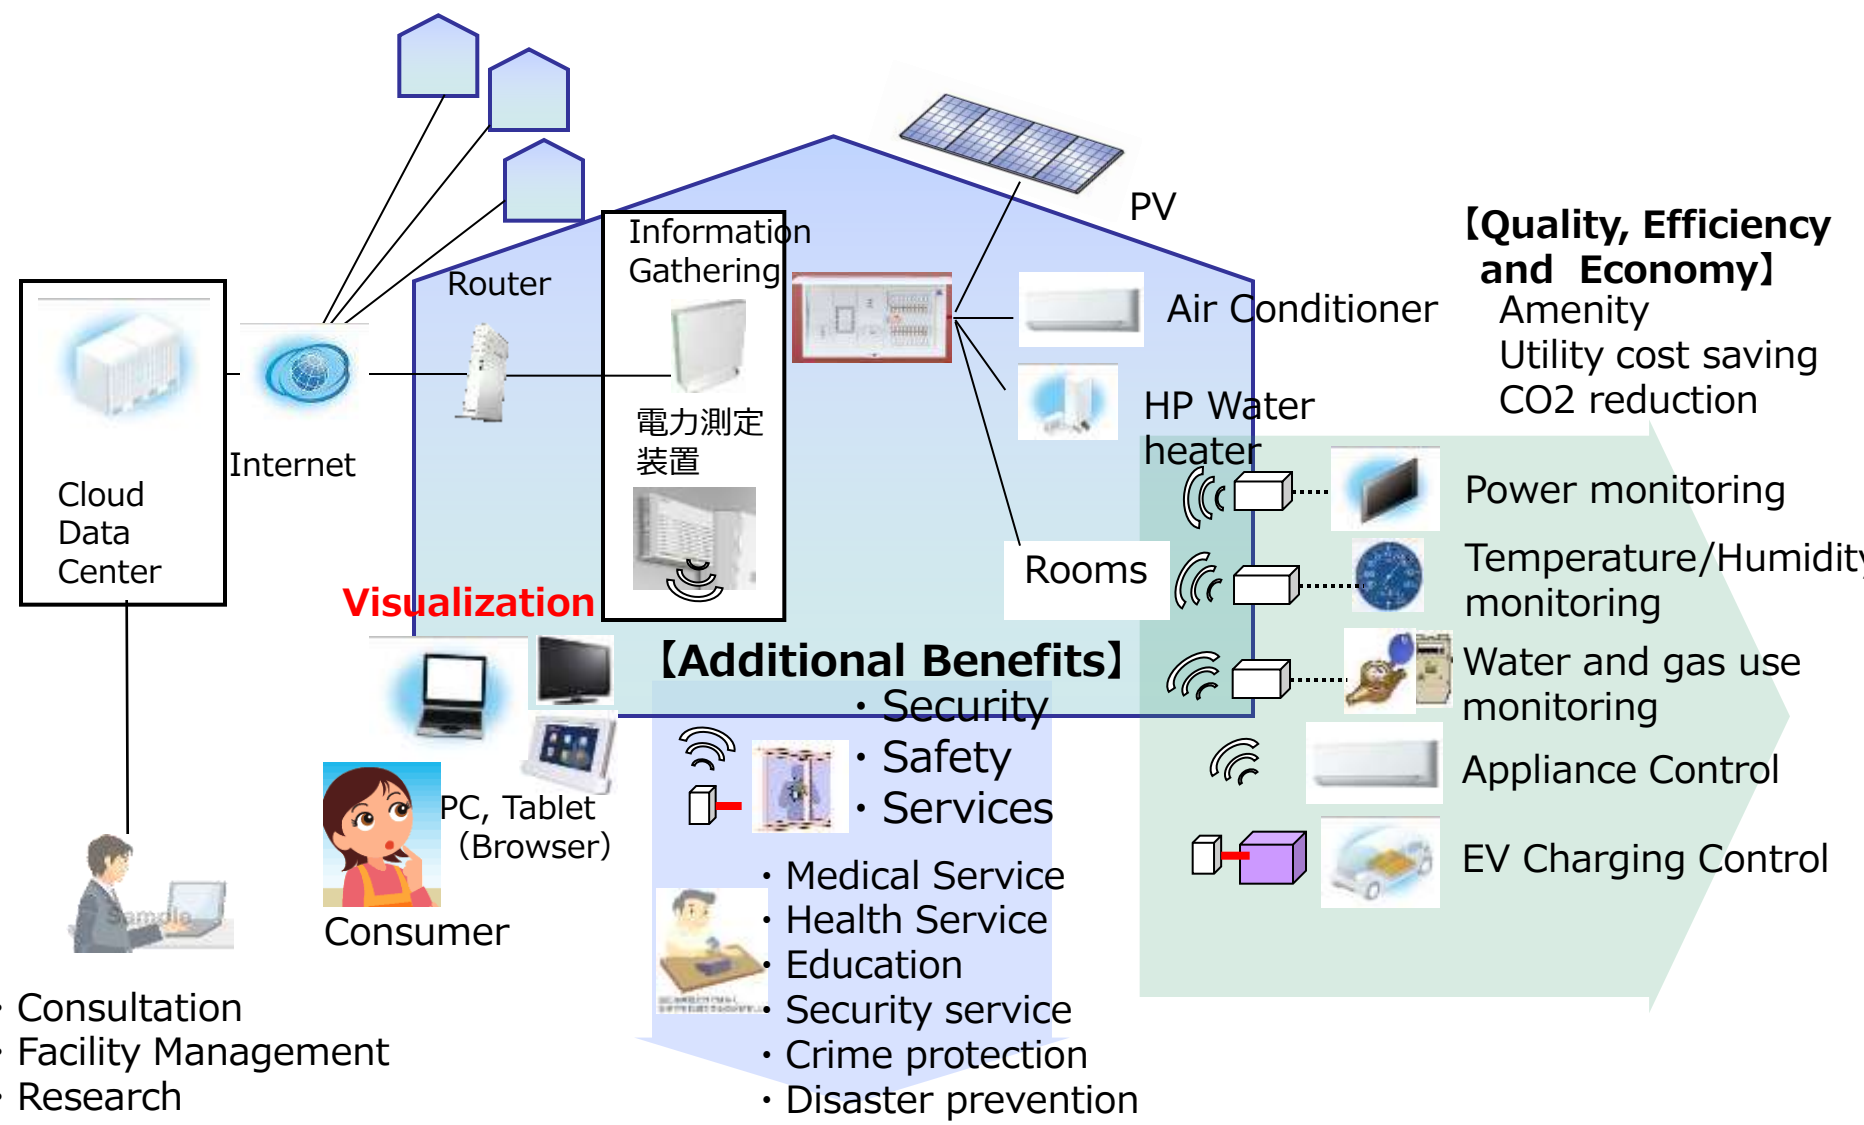 PV
Information
Gathering
Router
【Quality, Efficiency
and Economy】
Air Conditioner
Amenity
Utility cost saving
CO2 reduction
HP Water
heater
電力測定
装置
Internet
Cloud
Data
Center
Power monitoring
Rooms
Temperature/Humidity
monitoring
Visualization
【Additional Benefits】
Water and gas use
monitoring
・Security
・Safety
・Services
Appliance Control
PC, Tablet
（Browser）
EV Charging Control
Consumer
Sample
・Medical Service
・Health Service
・Education
・Security service
・Crime protection
・Disaster prevention
・Consultation
・Facility Management
・Research